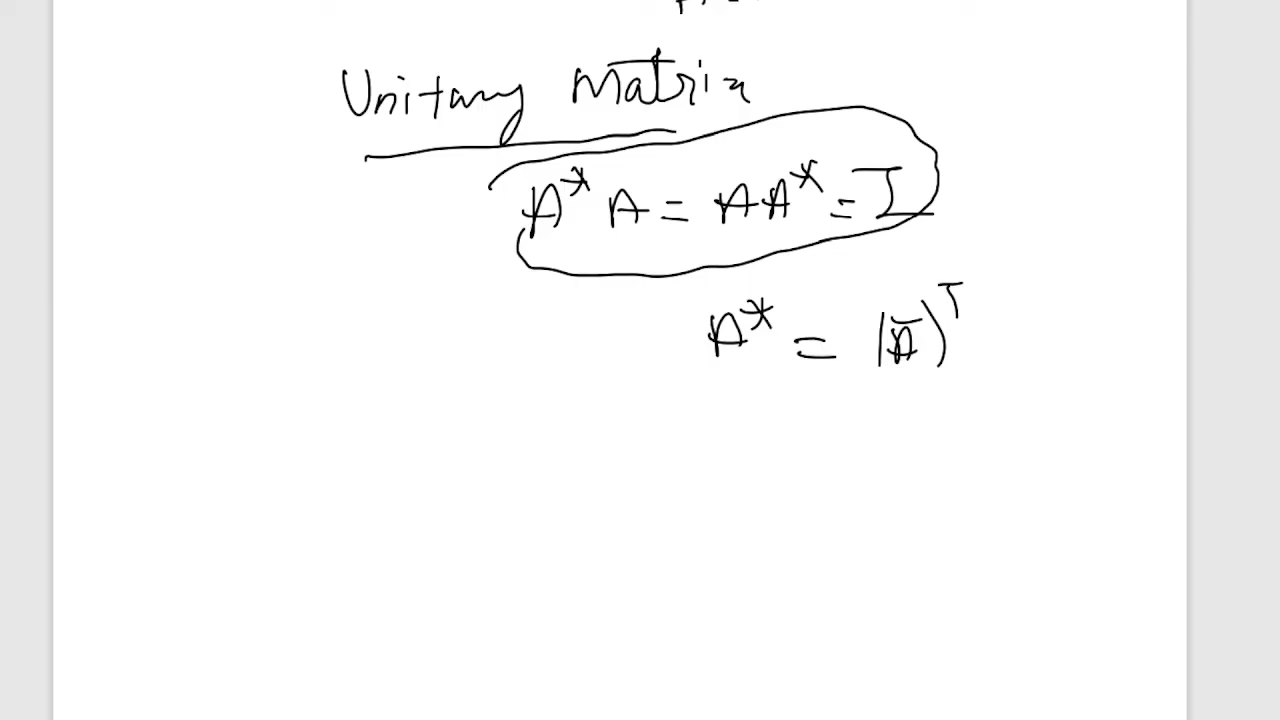 Unitary Matrix
A* A = AA* = I
A* = (Ā)ᵀ